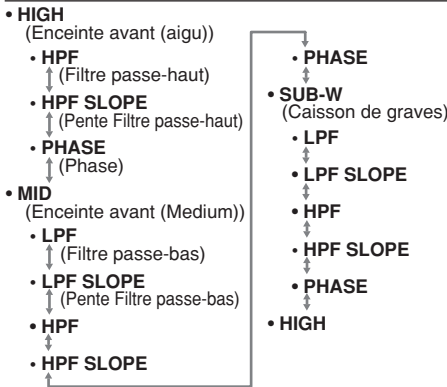 • HIGH
(Enceinte avant (aigu))
• HPF
(Filtre passe-haut)
• HPF SLOPE
(Pente Filtre passe-haut)
• PHASE
(Phase)
• MID
(Enceinte avant (Medium))
• LPF
(Filtre passe-bas)
• LPF SLOPE
(Pente Filtre passe-bas)
• HPF
• HPF SLOPE
• PHASE
• SUB-W
(Caisson de graves)
• LPF
• LPF SLOPE
• HPF
• HPF SLOPE
• PHASE
• HIGH